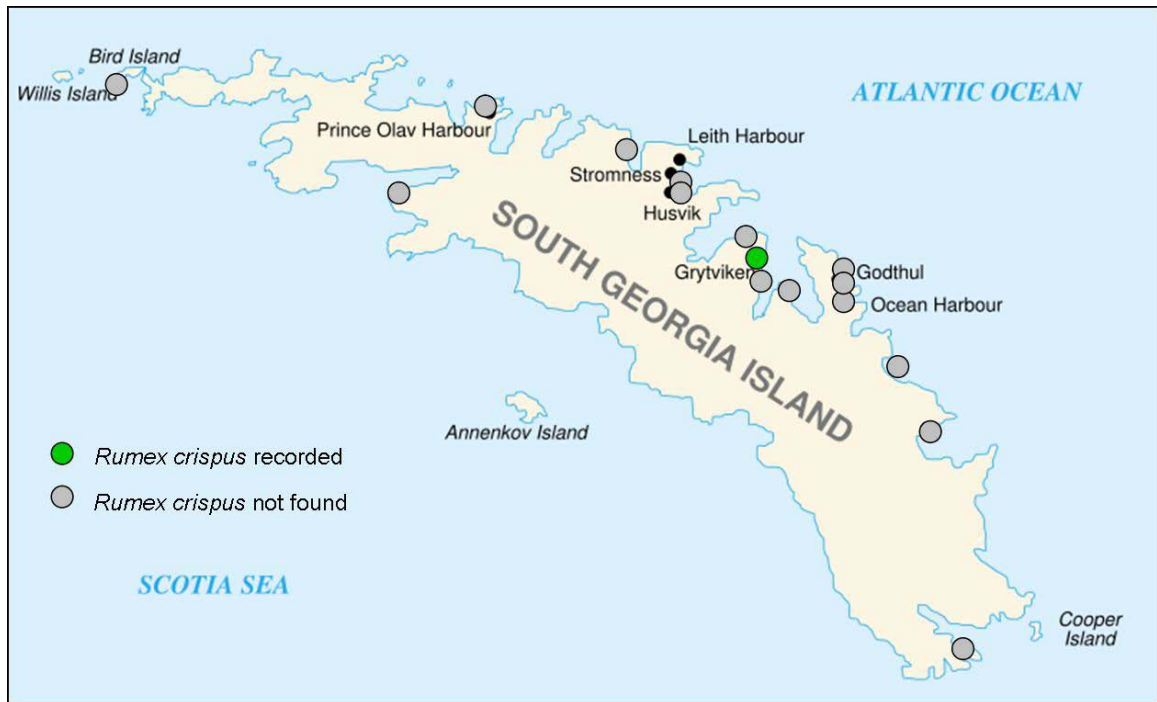 Bird Island
Willis Island
ATLANTIC OCEAN
Prince Olav Harbour
Leith Harbour
Stromness
Husvik
SOUTH GEORGIA ISLAND
Grytviken
Godthul
Ocean Harbour
Annenkov Island
Rumex crispus recorded
Rumex crispus not found
SCOTIA SEA
Cooper
Island